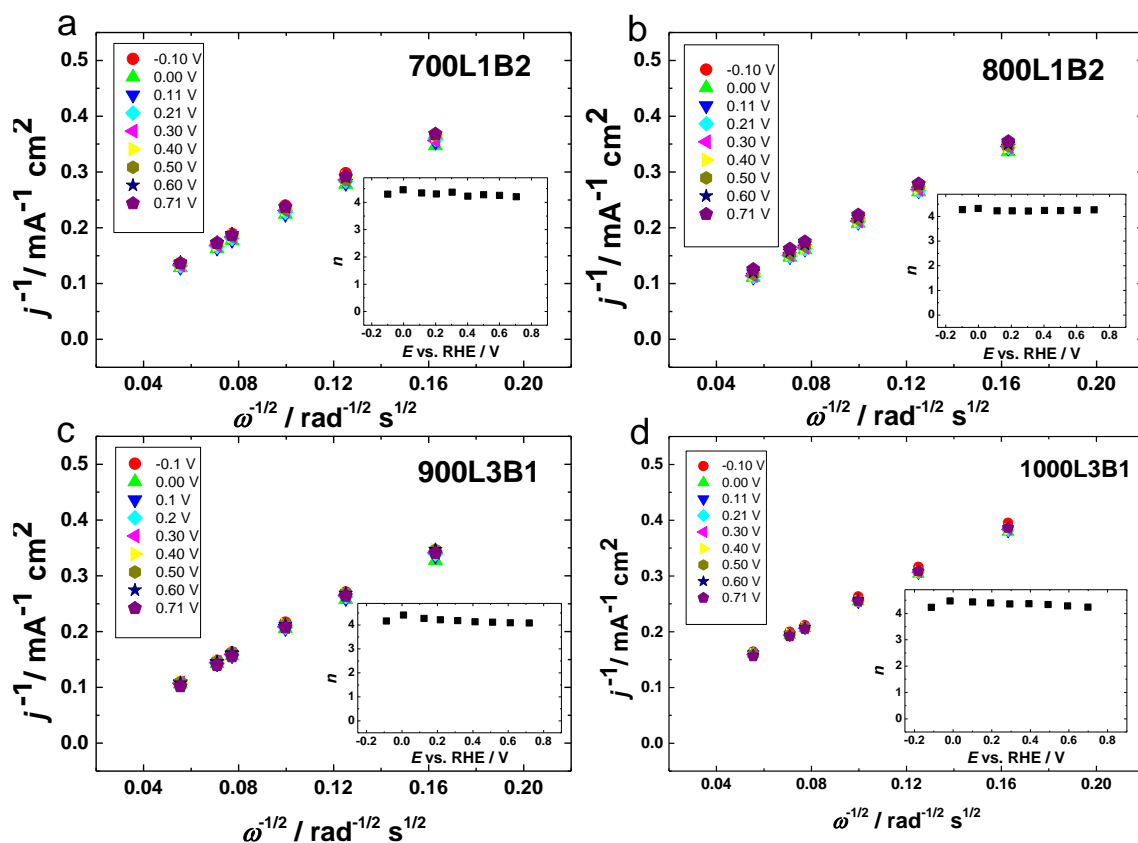 a
700L1B2
-0.10 V
0.00 V
0.11 V
0.21 V
0.30 V
0.40 V
0.50 V
0.60 V
0.71 V
j⁻¹/ mA⁻¹ cm²
0.5
0.4
0.3
0.2
0.1
0.0
0.04 0.08 0.12 0.16 0.20
ω⁻¹/² / rad⁻¹/² s¹/²
n
4
3
2
1
0
-0.2 0.0 0.2 0.4 0.6 0.8
E vs. RHE / V
b
800L1B2
-0.10 V
0.00 V
0.11 V
0.21 V
0.30 V
0.40 V
0.50 V
0.60 V
0.71 V
j⁻¹/ mA⁻¹ cm²
0.5
0.4
0.3
0.2
0.1
0.0
0.04 0.08 0.12 0.16 0.20
ω⁻¹/² / rad⁻¹/² s¹/²
n
4
3
2
1
0
-0.2 0.0 0.2 0.4 0.6 0.8
E vs. RHE / V
c
900L3B1
-0.1 V
0.00 V
0.1 V
0.2 V
0.30 V
0.40 V
0.50 V
0.60 V
0.71 V
j⁻¹/ mA⁻¹ cm²
0.5
0.4
0.3
0.2
0.1
0.0
0.04 0.08 0.12 0.16 0.20
ω⁻¹/² / rad⁻¹/² s¹/²
n
4
3
2
1
0
-0.2 0.0 0.2 0.4 0.6 0.8
E vs. RHE / V
d
1000L3B1
-0.10 V
0.00 V
0.11 V
0.21 V
0.30 V
0.40 V
0.50 V
0.60 V
0.71 V
j⁻¹/ mA⁻¹ cm²
0.5
0.4
0.3
0.2
0.1
0.0
0.04 0.08 0.12 0.16 0.20
ω⁻¹/² / rad⁻¹/² s¹/²
n
4
3
2
1
0
-0.2 0.0 0.2 0.4 0.6 0.8
E vs. RHE / V